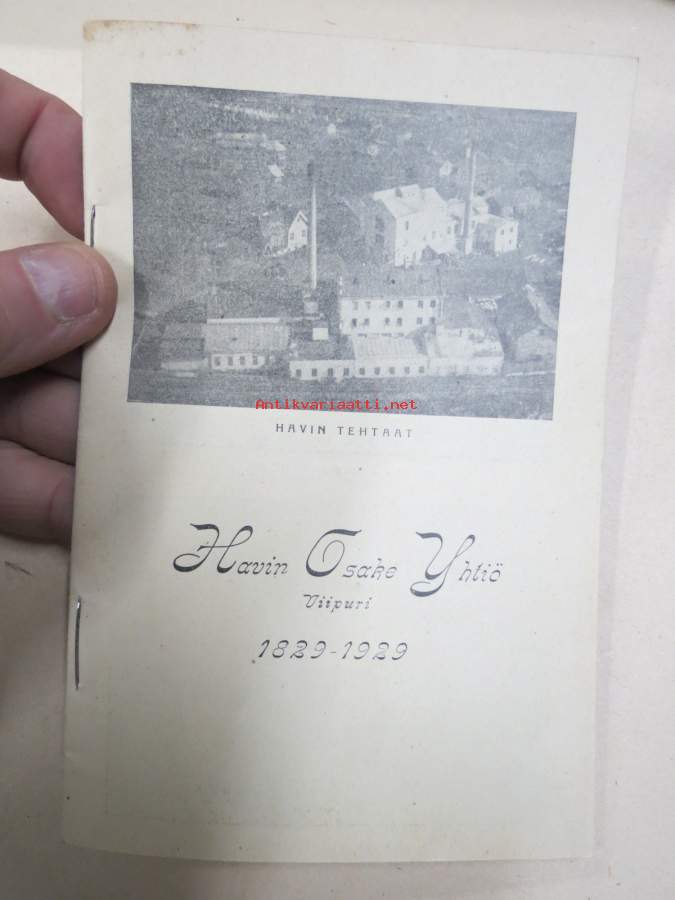 Antikvariaatti.net
HAVIN TEHTAAT
Havin Osake Yhtiö
Viipuri
1829-1929